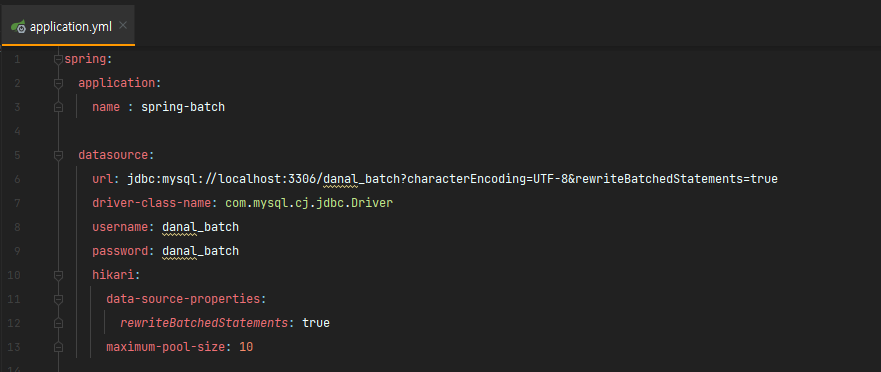 application.yml
1 spring:
2 application:
3 name : spring-batch
4
5 datasource:
6 url: jdbc:mysql://localhost:3306/danal_batch?characterEncoding=UTF-8&rewriteBatchedStatements=true
7 driver-class-name: com.mysql.cj.jdbc.Driver
8 username: danal_batch
9 password: danal_batch
10 hikari:
11 data-source-properties:
12 rewriteBatchedStatements: true
13 maximum-pool-size: 10
14